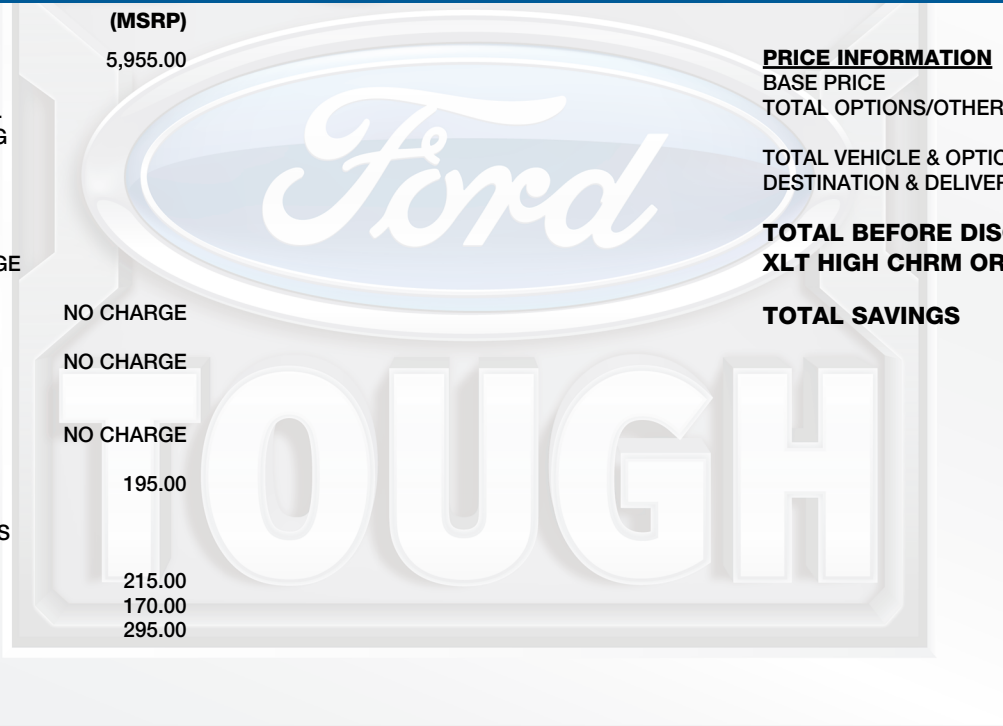 (MSRP)
5,955.00
G
GE
NO CHARGE
NO CHARGE
NO CHARGE
195.00
S
215.00
170.00
295.00
PRICE INFORMATION
BASE PRICE
TOTAL OPTIONS/OTHER
TOTAL VEHICLE & OPTIO
DESTINATION & DELIVER
TOTAL BEFORE DIS
XLT HIGH CHRM OR
TOTAL SAVINGS
Ford
TOUGH